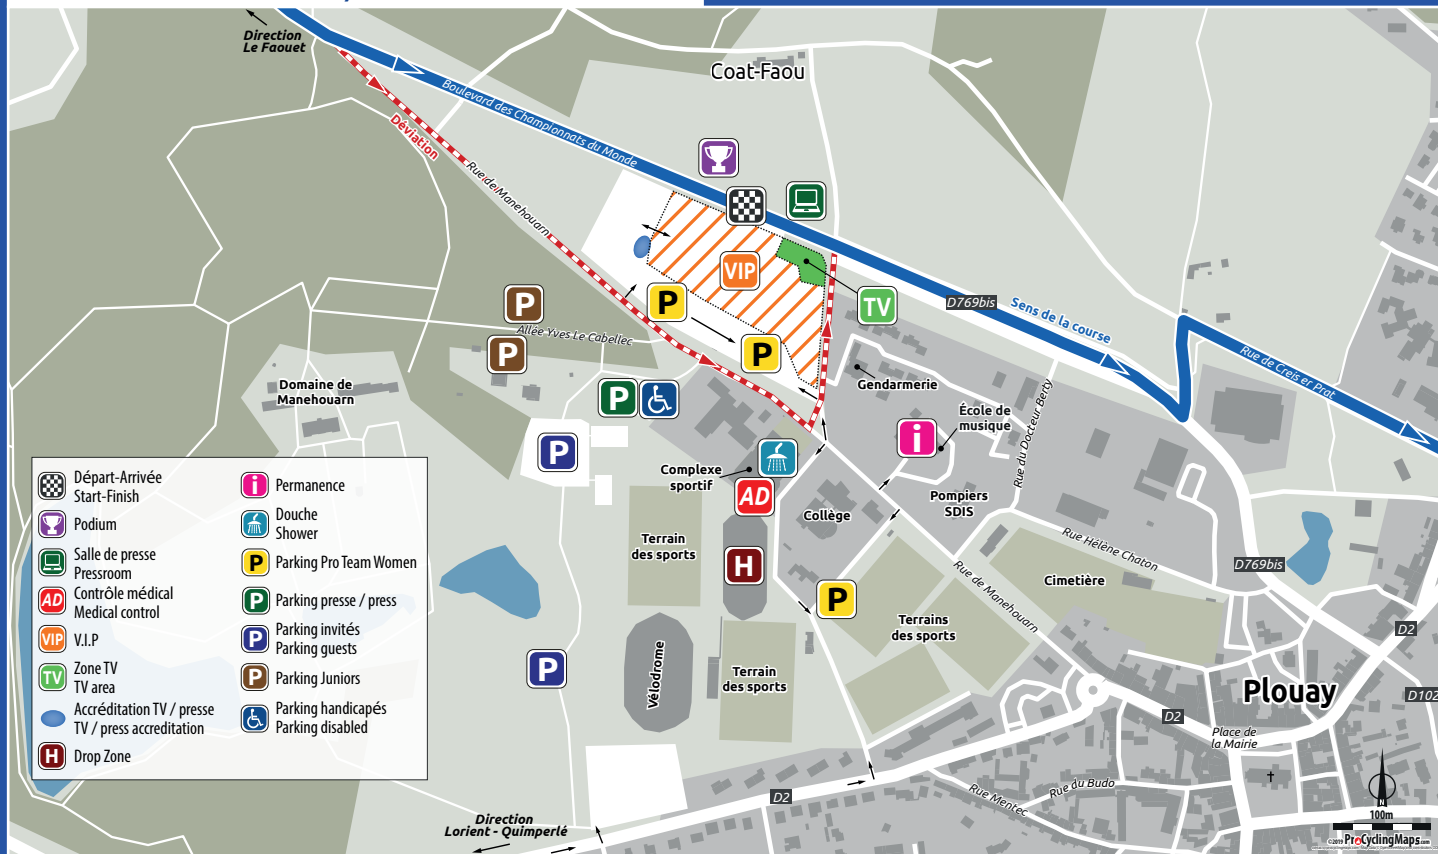 Direction
Le Faouet
Boulevard des Championnats du Monde
Coat-Faou
Déviation
Rue de Manehouarn
VIP
TV
D769bis
Sens de la course
Rue de Creis er Prat
P
P
P
P
Allée Yves Le Cabellec
P
P
P
P
Domaine de
Manehouarn
Gendarmerie
École de
musique
i
Rue du Docteur Berty
Complexe
sportif
AD
Pompiers
SDIS
Collège
Terrain
des sports
H
Rue Hélène Chaton
Cimetière
D769bis
Rue de Manehouarn
Terrains
des sports
Vélodrome
Terrain
des sports
D2
Plouay
D102
D2
Place de
la Mairie
Rue du Budo
Rue Mentec
D2
Direction
Lorient - Quimperlé
Départ-Arrivée
Start-Finish
Podium
Salle de presse
Pressroom
AD Contrôle médical
Medical control
VIP V.I.P
TV Zone TV
TV area
Accréditation TV / presse
TV / press accreditation
H Drop Zone
i Permanence
Douche
Shower
P Parking Pro Team Women
P Parking presse / press
P Parking invités
Parking guests
P Parking Juniors
Parking handicapés
Parking disabled
N
100m
©2019 ProCyclingMaps.com